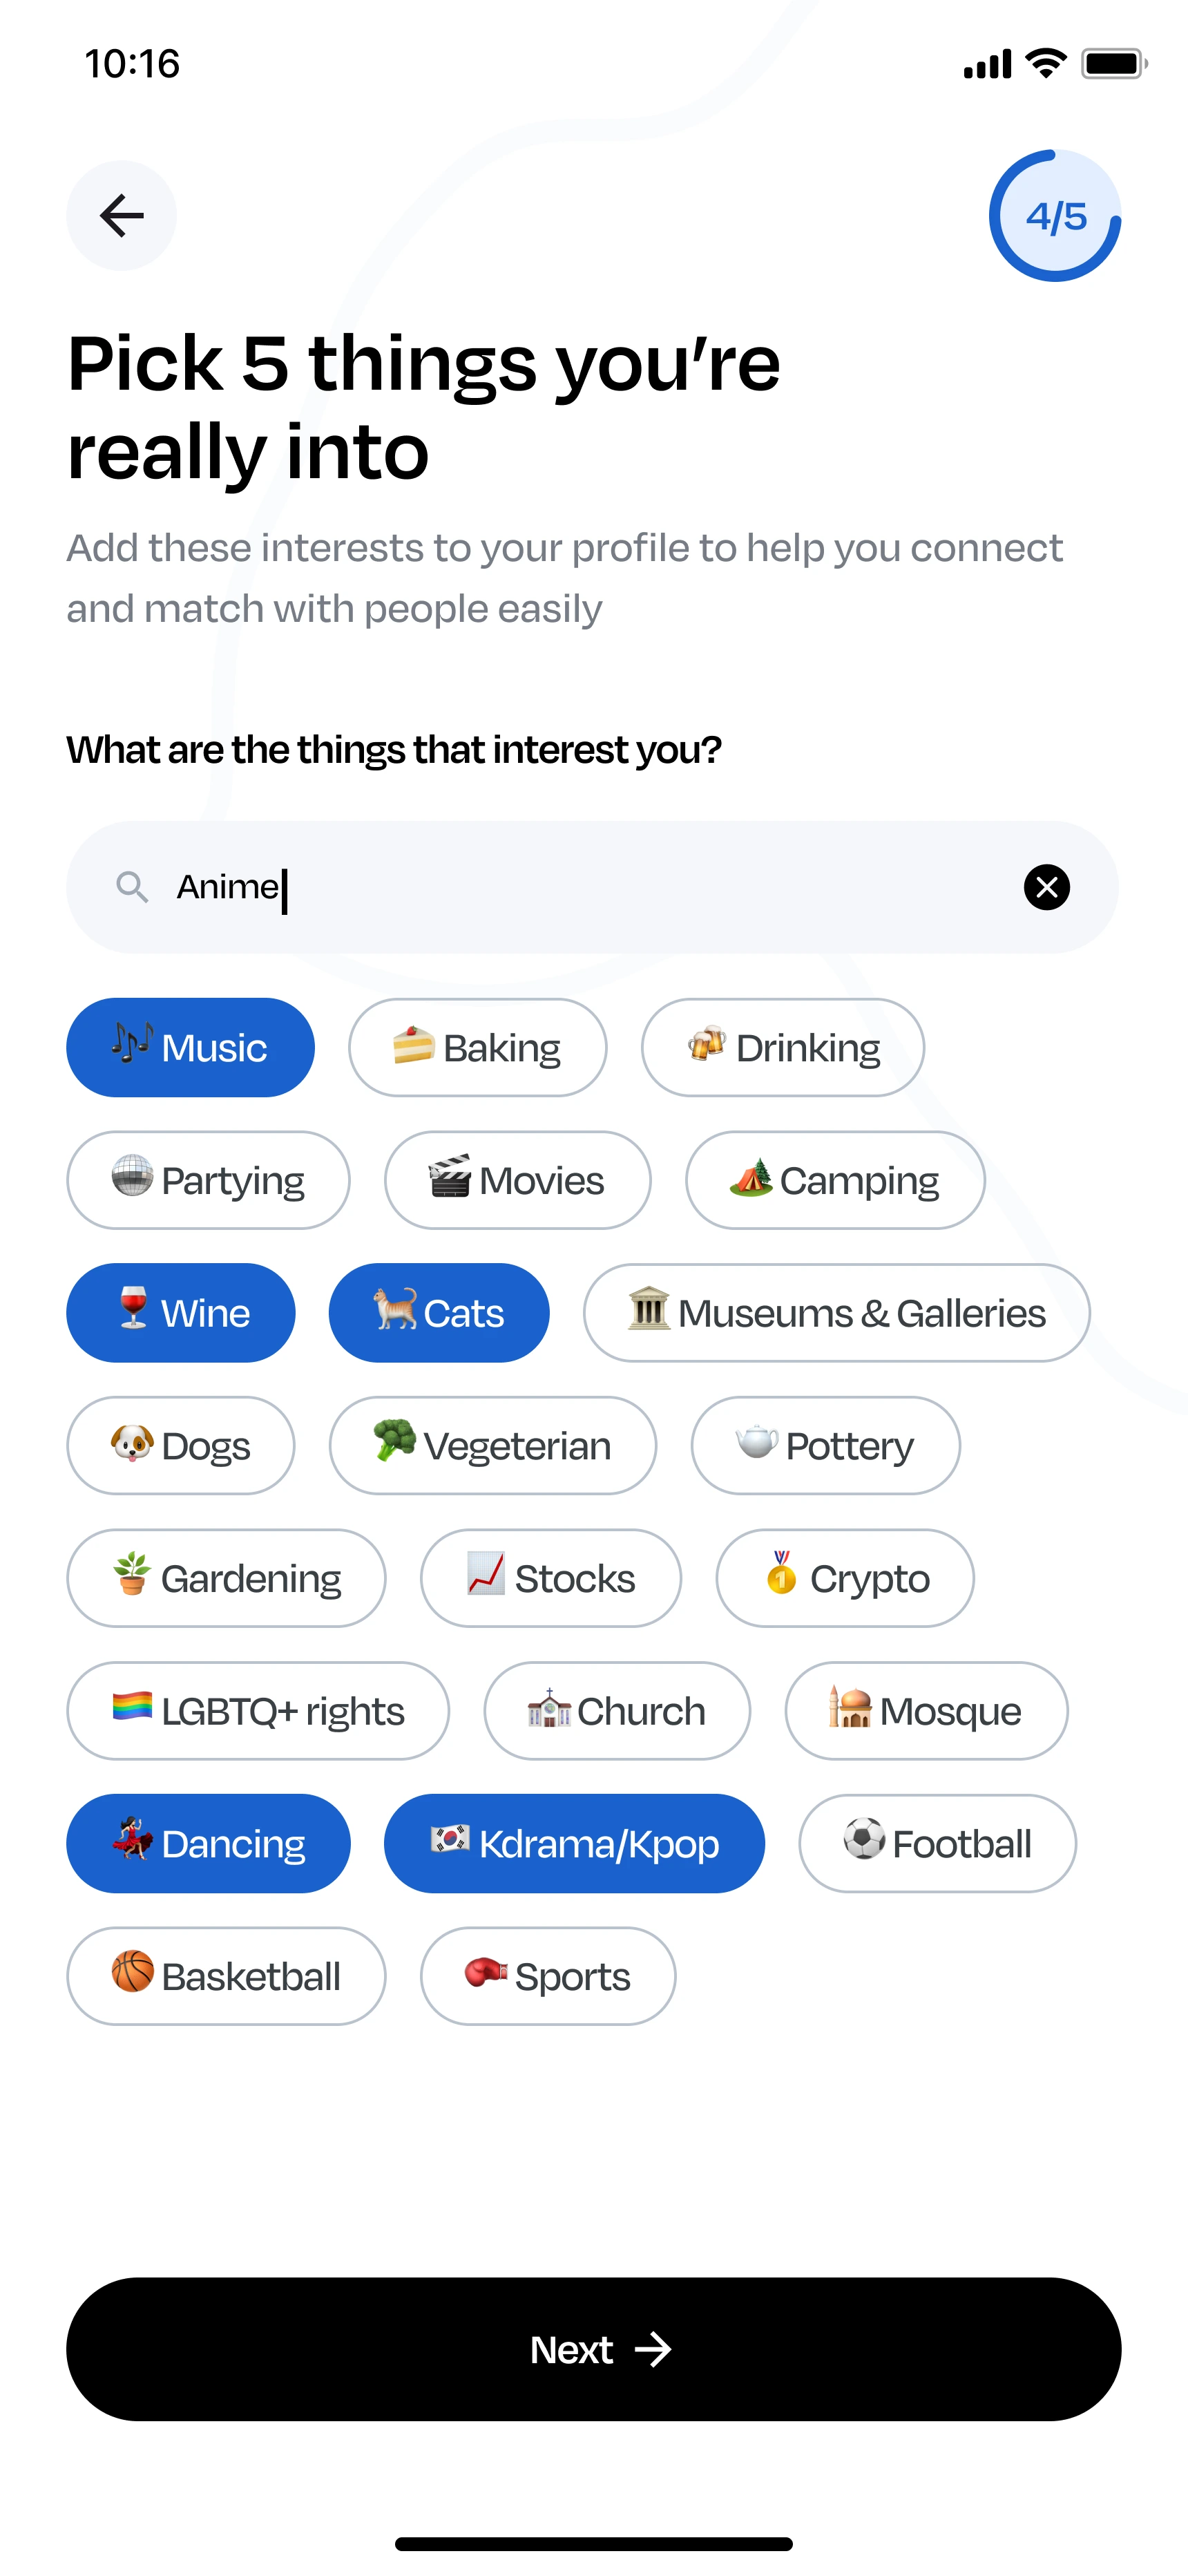 10:16
4/5
Pick 5 things you’re
really into
Add these interests to your profile to help you connect
and match with people easily
What are the things that interest you?
Anime
Music Baking Drinking
Partying Movies Camping
Wine Cats Museums & Galleries
Dogs Vegeterian Pottery
Gardening Stocks Crypto
LGBTQ+ rights Church Mosque
Dancing Kdrama/Kpop Football
Basketball Sports
Next